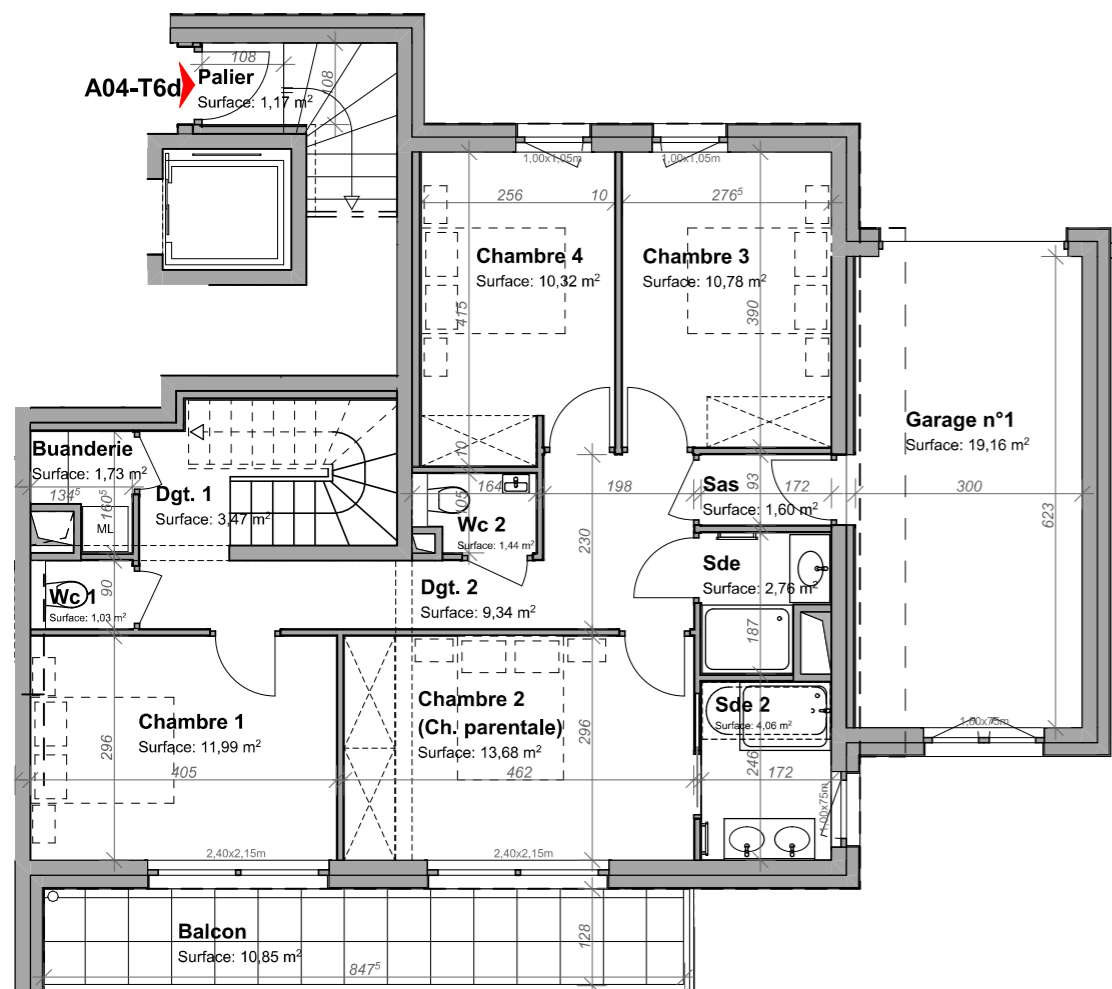 108
A04-T6d
Palier
Surface: 1,17 m²
108
1,00x1,05m
1,00x1,05m
256
10
276⁵
Chambre 4
Surface: 10,32 m²
Chambre 3
Surface: 10,78 m²
415
390
Garage n°1
Surface: 19,16 m²
Buanderie
Surface: 1,73 m²
10
134⁵
160⁵
Dgt. 1
Surface: 3,47 m²
ML
164
105
Wc 2
Surface: 1,44 m²
198
230
93
Sas
Surface: 1,60 m²
172
300
623
Sde
Surface: 2,76 m²
90
Wc 1
Surface: 1,03 m²
Dgt. 2
Surface: 9,34 m²
187
Chambre 1
Surface: 11,99 m²
296
405
Chambre 2
(Ch. parentale)
Surface: 13,68 m²
296
462
Sde 2
Surface: 4,06 m²
246
172
1,00x75m
1,00x75m
2,40x2,15m
2,40x2,15m
Balcon
Surface: 10,85 m²
128
847⁵